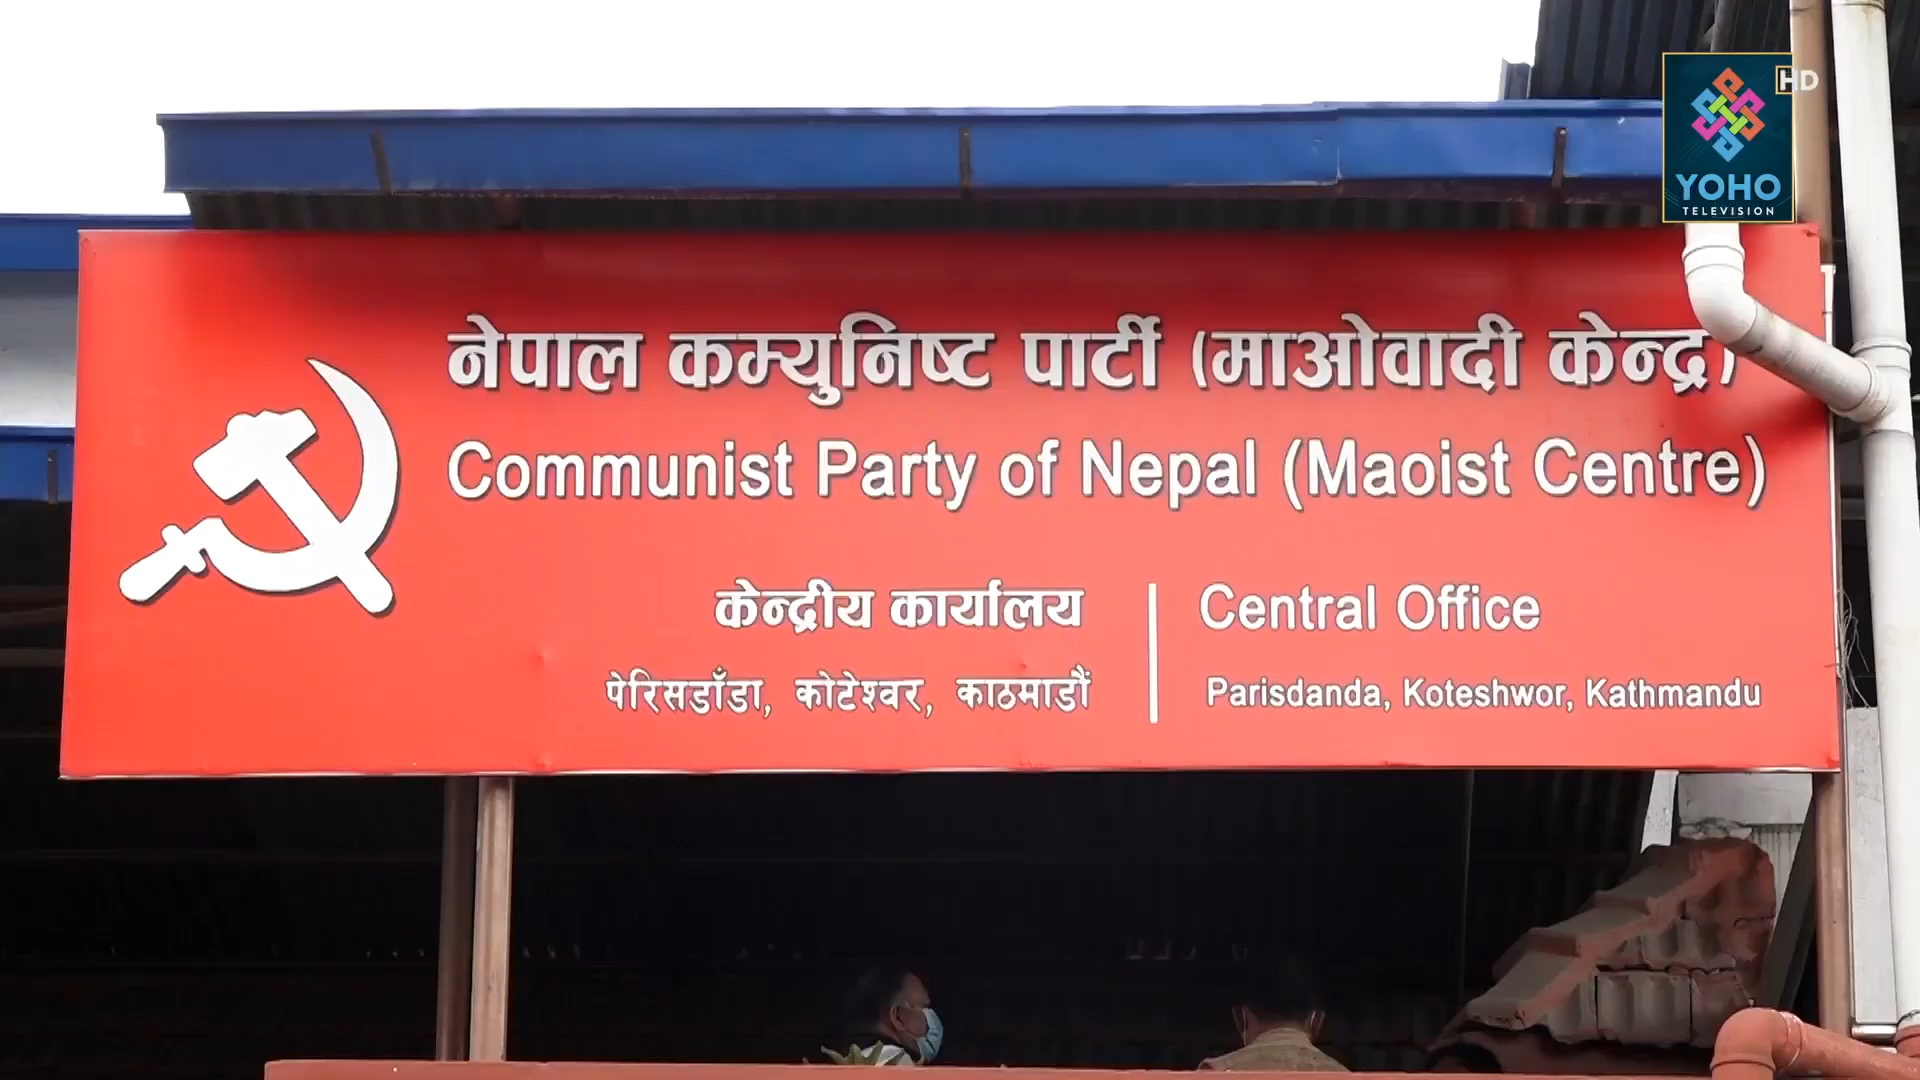 HD
YOHO
TELEVISION
नेपाल कम्युनिष्ट पार्टी (माओवादी केन्द्र)
Communist Party of Nepal (Maoist Centre)
केन्द्रीय कार्यालय
पेरिसडाँडा, कोटेश्वर, काठमाडौं
Central Office
Parisdanda, Koteshwor, Kathmandu